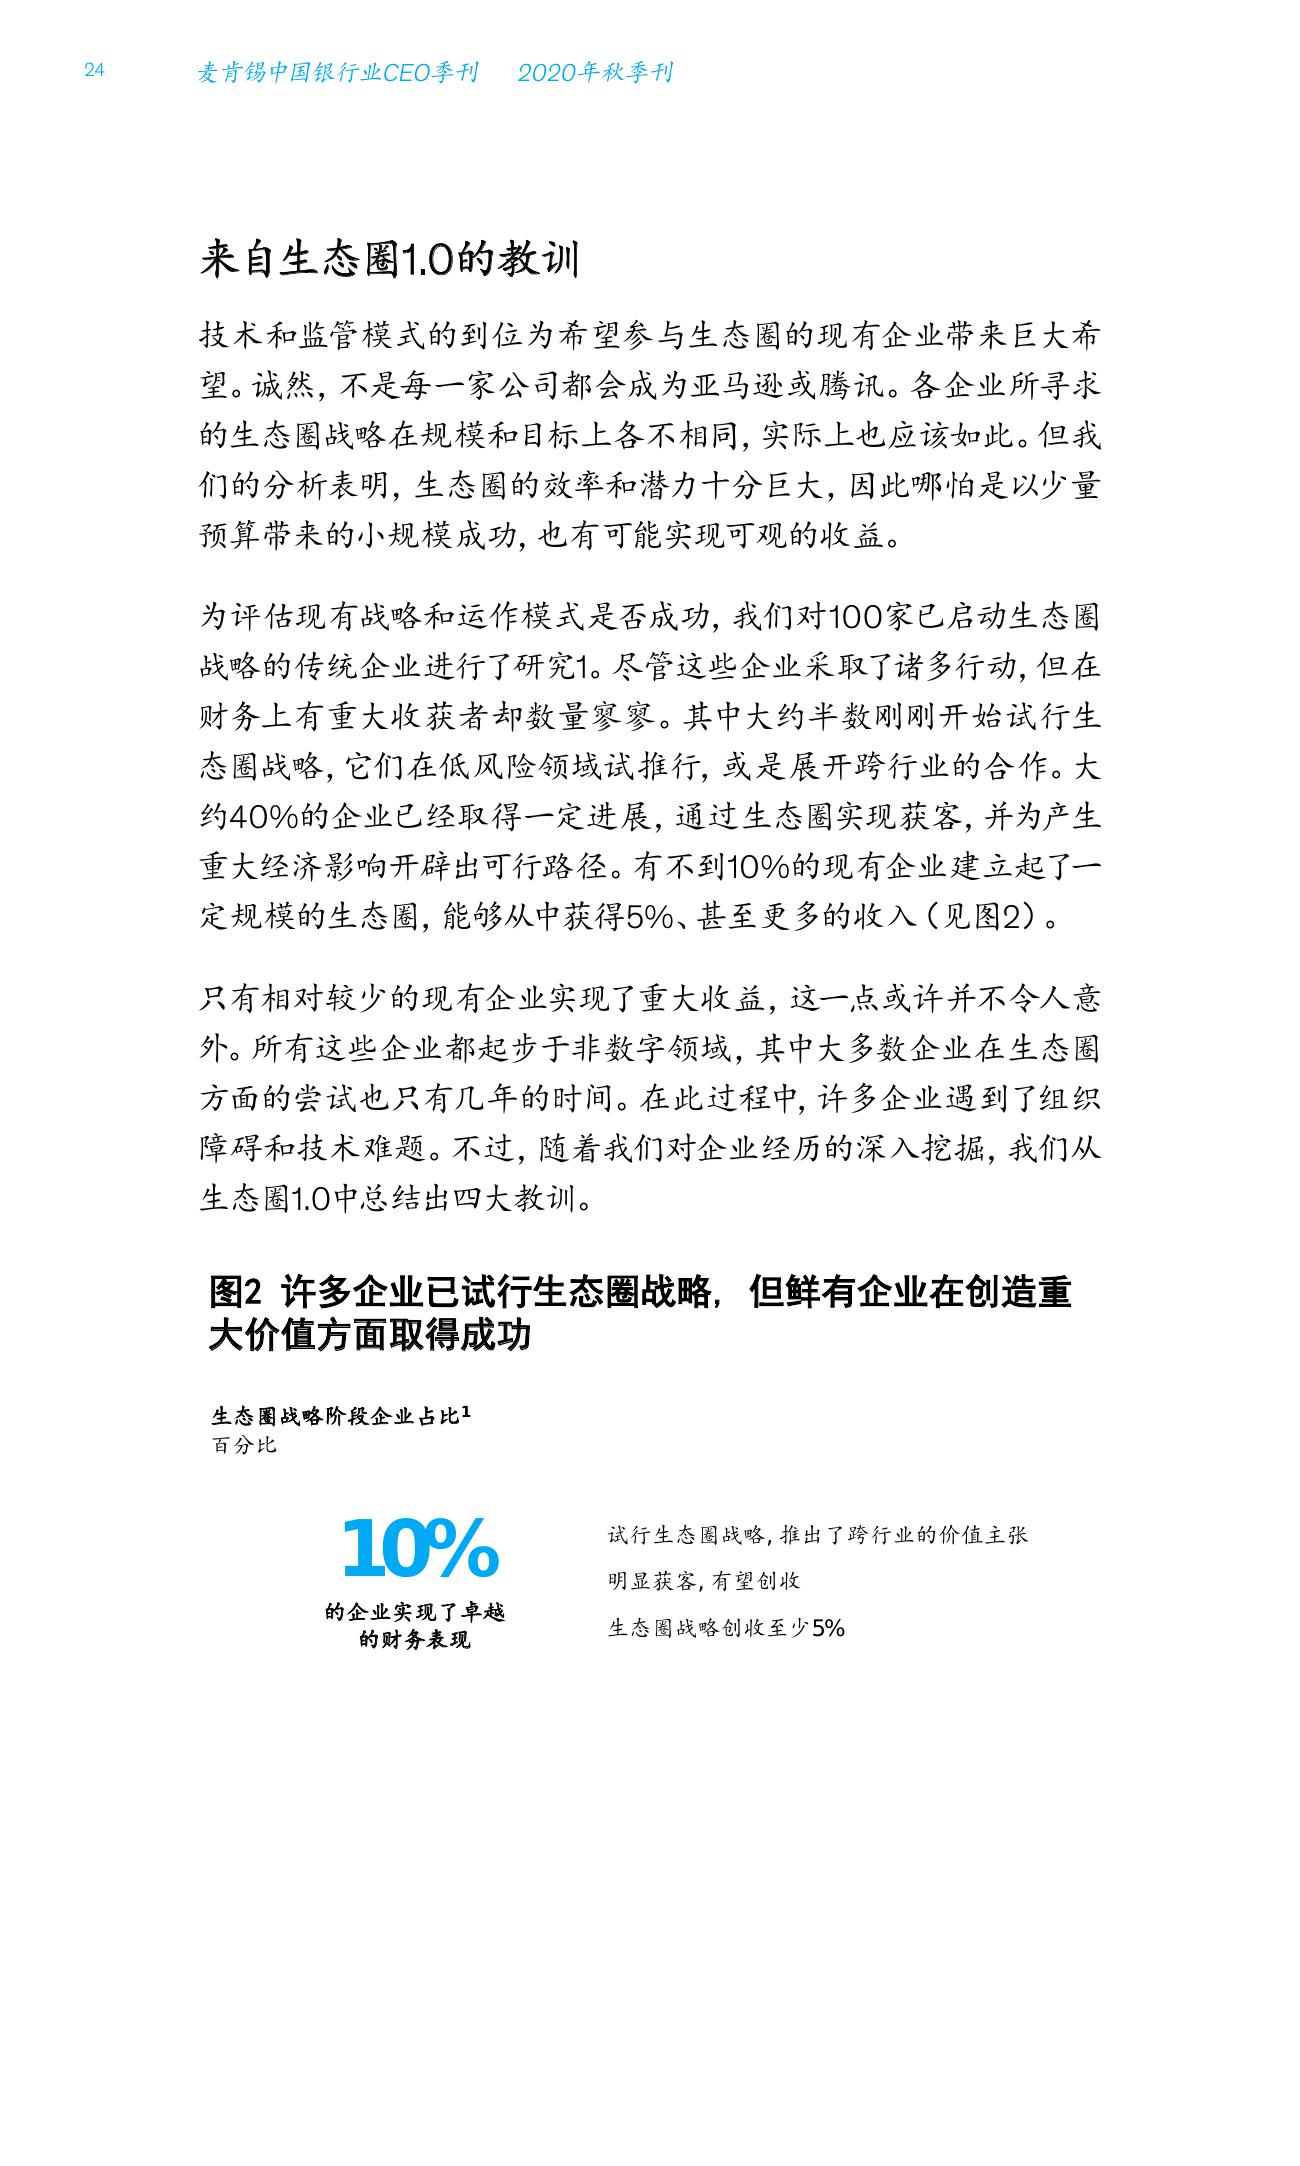 24
麦肯锡中国银行业CEO季刊 2020年秋季刊
来自生态圈1.0的教训
技术和监管模式的到位为希望参与生态圈的现有企业带来巨大希
望。诚然，不是每一家公司都会成为亚马逊或腾讯。各企业所寻求
的生态圈战略在规模和目标上各不相同，实际上也应该如此。但我
们的分析表明，生态圈的效率和潜力十分巨大，因此哪怕是以少量
预算带来的小规模成功，也有可能实现可观的收益。
为评估现有战略和运作模式是否成功，我们对100家已启动生态圈
战略的传统企业进行了研究1。尽管这些企业采取了诸多行动，但在
财务上有重大收获者却数量寥寥。其中大约半数刚刚开始试行生
态圈战略，它们在低风险领域试推行，或是展开跨行业的合作。大
约40%的企业已经取得一定进展，通过生态圈实现获客，并为产生
重大经济影响开辟出可行路径。有不到10%的现有企业建立起了一
定规模的生态圈，能够从中获得5%、甚至更多的收入（见图2）。
只有相对较少的现有企业实现了重大收益，这一点或许并不令人意
外。所有这些企业都起步于非数字领域，其中大多数企业在生态圈
方面的尝试也只有几年的时间。在此过程中，许多企业遇到了组织
障碍和技术难题。不过，随着我们对企业经历的深入挖掘，我们从
生态圈1.0中总结出四大教训。
图2 许多企业已试行生态圈战略，但鲜有企业在创造重
大价值方面取得成功
生态圈战略阶段企业占比¹
百分比
10%
的企业实现了卓越
的财务表现
试行生态圈战略，推出了跨行业的价值主张
明显获客，有望创收
生态圈战略创收至少5%